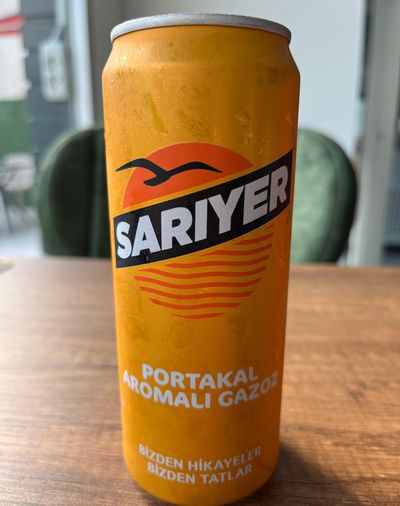 SARIYER
PORTAKAL
AROMALI GAZOZ
BİZDEN HİKAYELER
BİZDEN TATLAR